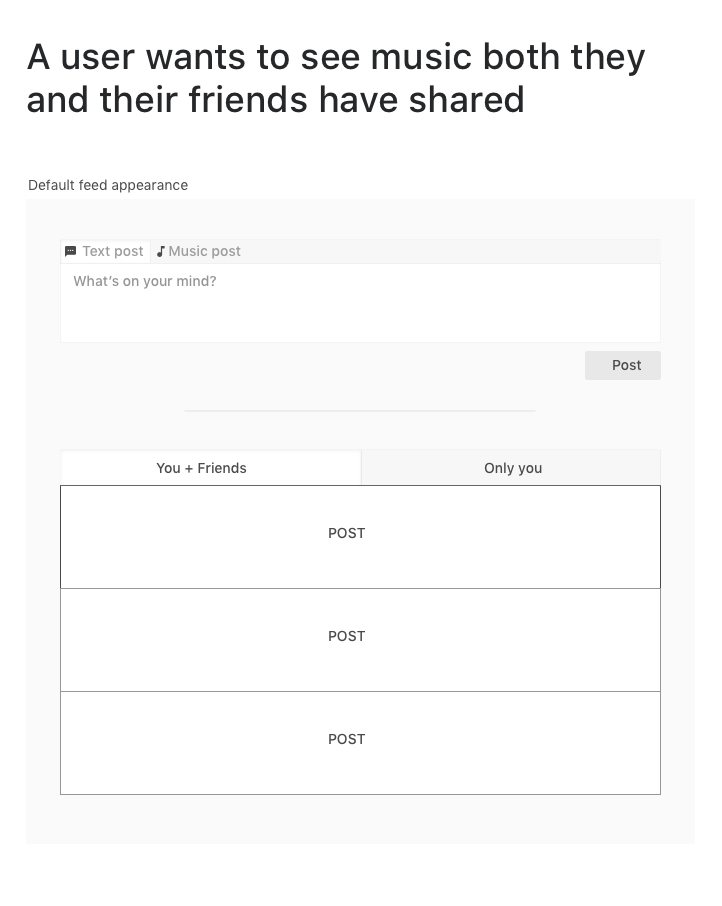 A user wants to see music both they
and their friends have shared
Default feed appearance
Text post Music post
What’s on your mind?
Post
You + Friends Only you
POST
POST
POST